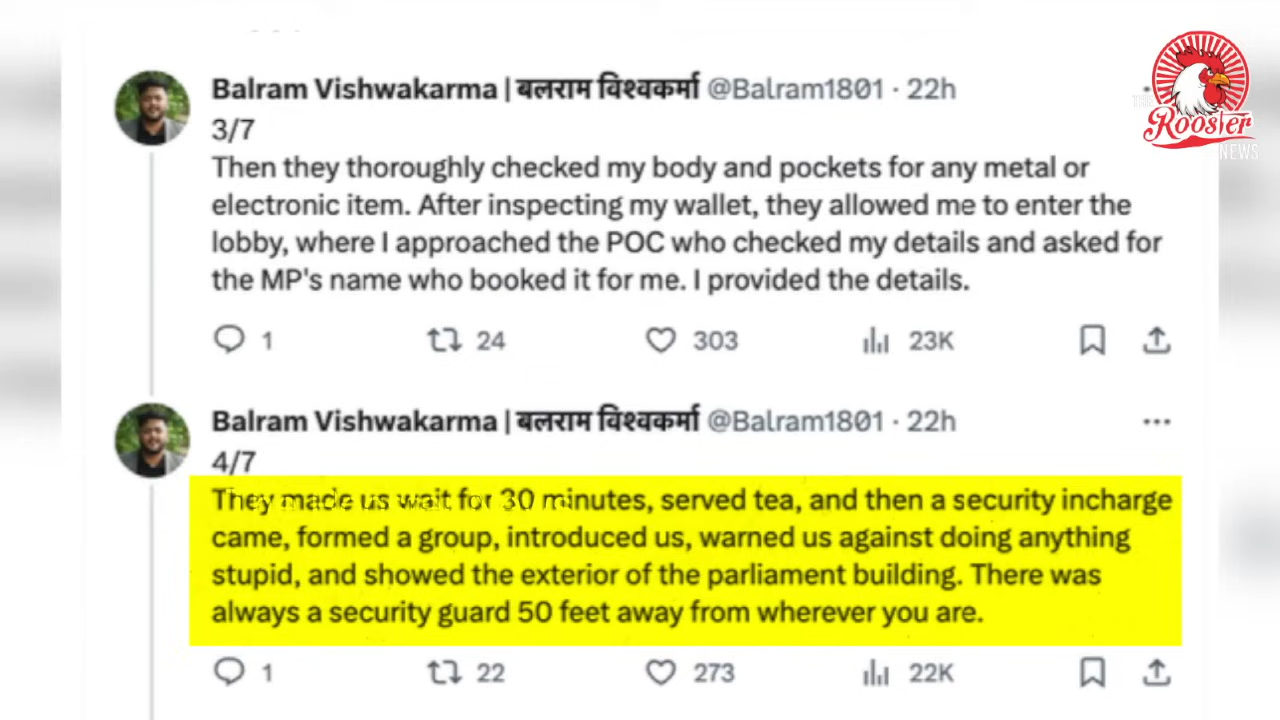 THE
Rooster
NEWS
Balram Vishwakarma | बलराम विश्वकर्मा @Balram1801 · 22h
3/7
Then they thoroughly checked my body and pockets for any metal or
electronic item. After inspecting my wallet, they allowed me to enter the
lobby, where I approached the POC who checked my details and asked for
the MP's name who booked it for me. I provided the details.
1 24 303 23K
Balram Vishwakarma | बलराम विश्वकर्मा @Balram1801 · 22h ...
4/7
They made us wait for 30 minutes, served tea, and then a security incharge
came, formed a group, introduced us, warned us against doing anything
stupid, and showed the exterior of the parliament building. There was
always a security guard 50 feet away from wherever you are.
1 22 273 22K